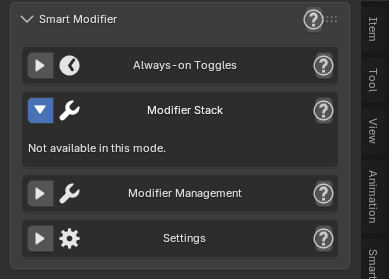 Smart Modifier
Always-on Toggles
Modifier Stack
Not available in this mode.
Modifier Management
Settings
Item
Tool
View
Animation
Smart